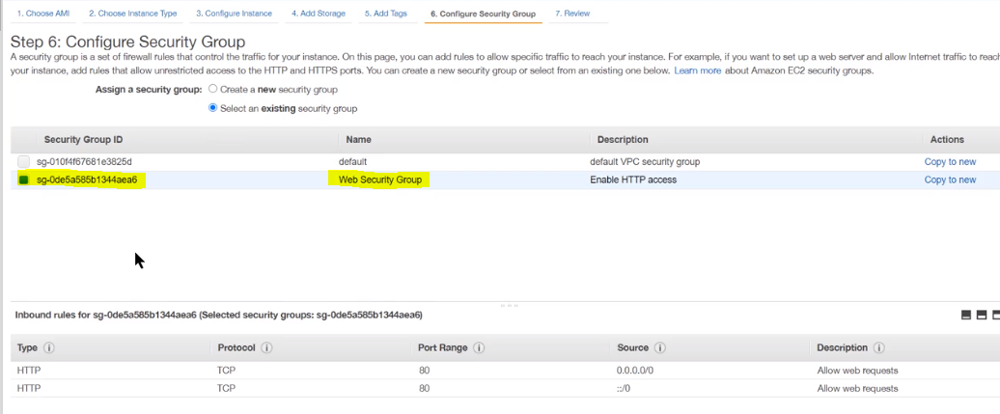 1. Choose AMI 2. Choose Instance Type 3. Configure Instance 4. Add Storage 5. Add Tags 6. Configure Security Group 7. Review
Step 6: Configure Security Group
A security group is a set of firewall rules that control the traffic for your instance. On this page, you can add rules to allow specific traffic to reach your instance. For example, if you want to set up a web server and allow Internet traffic to reach
your instance, add rules that allow unrestricted access to the HTTP and HTTPS ports. You can create a new security group or select from an existing one below. Learn more about Amazon EC2 security groups.
Assign a security group: Create a new security group
Select an existing security group
Security Group ID Name Description Actions
sg-010f4f67681e3825d default default VPC security group Copy to new
sg-0de5a585b1344aea6 Web Security Group Enable HTTP access Copy to new
Inbound rules for sg-0de5a585b1344aea6 (Selected security groups: sg-0de5a585b1344aea6)
Type Protocol Port Range Source Description
HTTP TCP 80 0.0.0.0/0 Allow web requests
HTTP TCP 80 ::/0 Allow web requests